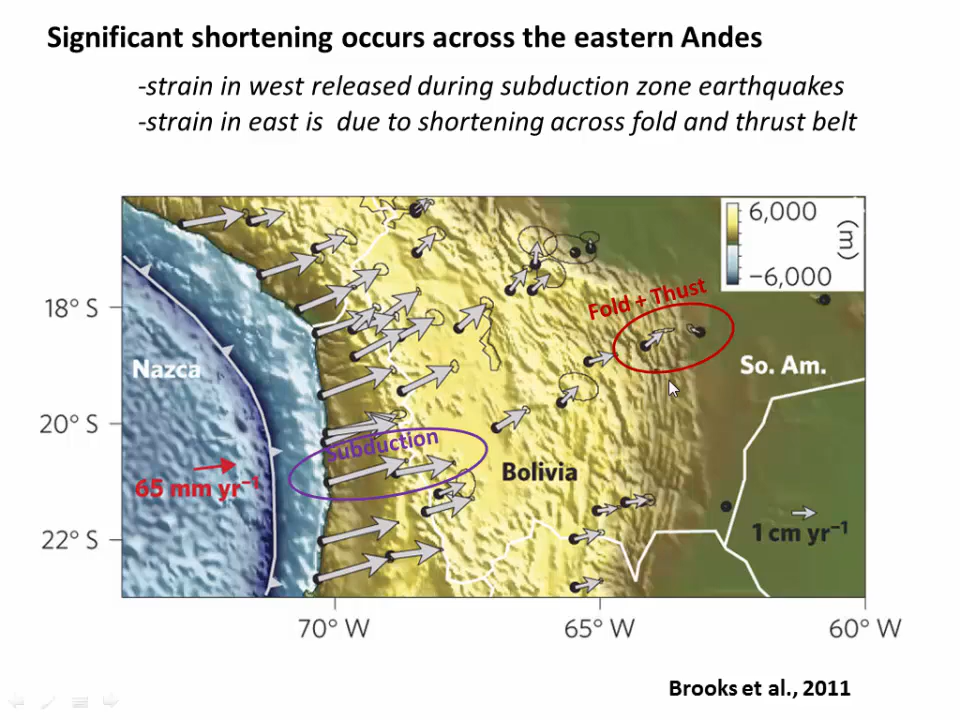 Significant shortening occurs across the eastern Andes
-strain in west released during subduction zone earthquakes
-strain in east is due to shortening across fold and thrust belt
6,000
(m)
−6,000
Fold + Thust
18° S
Nazca
So. Am.
20° S
Subduction
65 mm yr⁻¹
Bolivia
1 cm yr⁻¹
22° S
70° W
65° W
60° W
Brooks et al., 2011